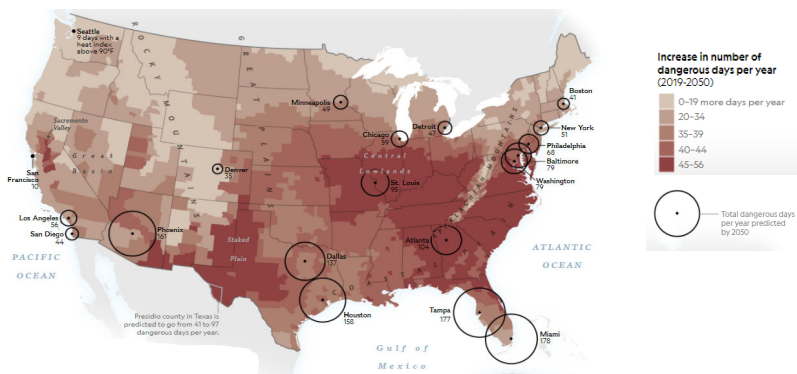 Seattle
9 days with a
heat index
above 90°F
ROCKY MOUNTAINS
GREAT PLAINS
Minneapolis
49
Boston
41
Sacramento
Valley
Great
Basin
Chicago
59
Detroit
47
New York
51
Philadelphia
68
Baltimore
79
Washington
79
APPALACHIAN MOUNTAINS
Central
Lowlands
San
Francisco
10
Denver
35
St. Louis
95
Los Angeles
56
San Diego
44
Phoenix
161
Staked
Plain
Dallas
137
Atlanta
104
COASTAL PLAIN
PACIFIC
OCEAN
ATLANTIC
OCEAN
Presidio county in Texas is
predicted to go from 41 to 97
dangerous days per year.
Houston
158
Tampa
177
Miami
178
Gulf of
Mexico
Increase in number of
dangerous days per year
(2019-2050)
0–19 more days per year
20–34
35–39
40–44
45–56
Total dangerous days
per year predicted
by 2050